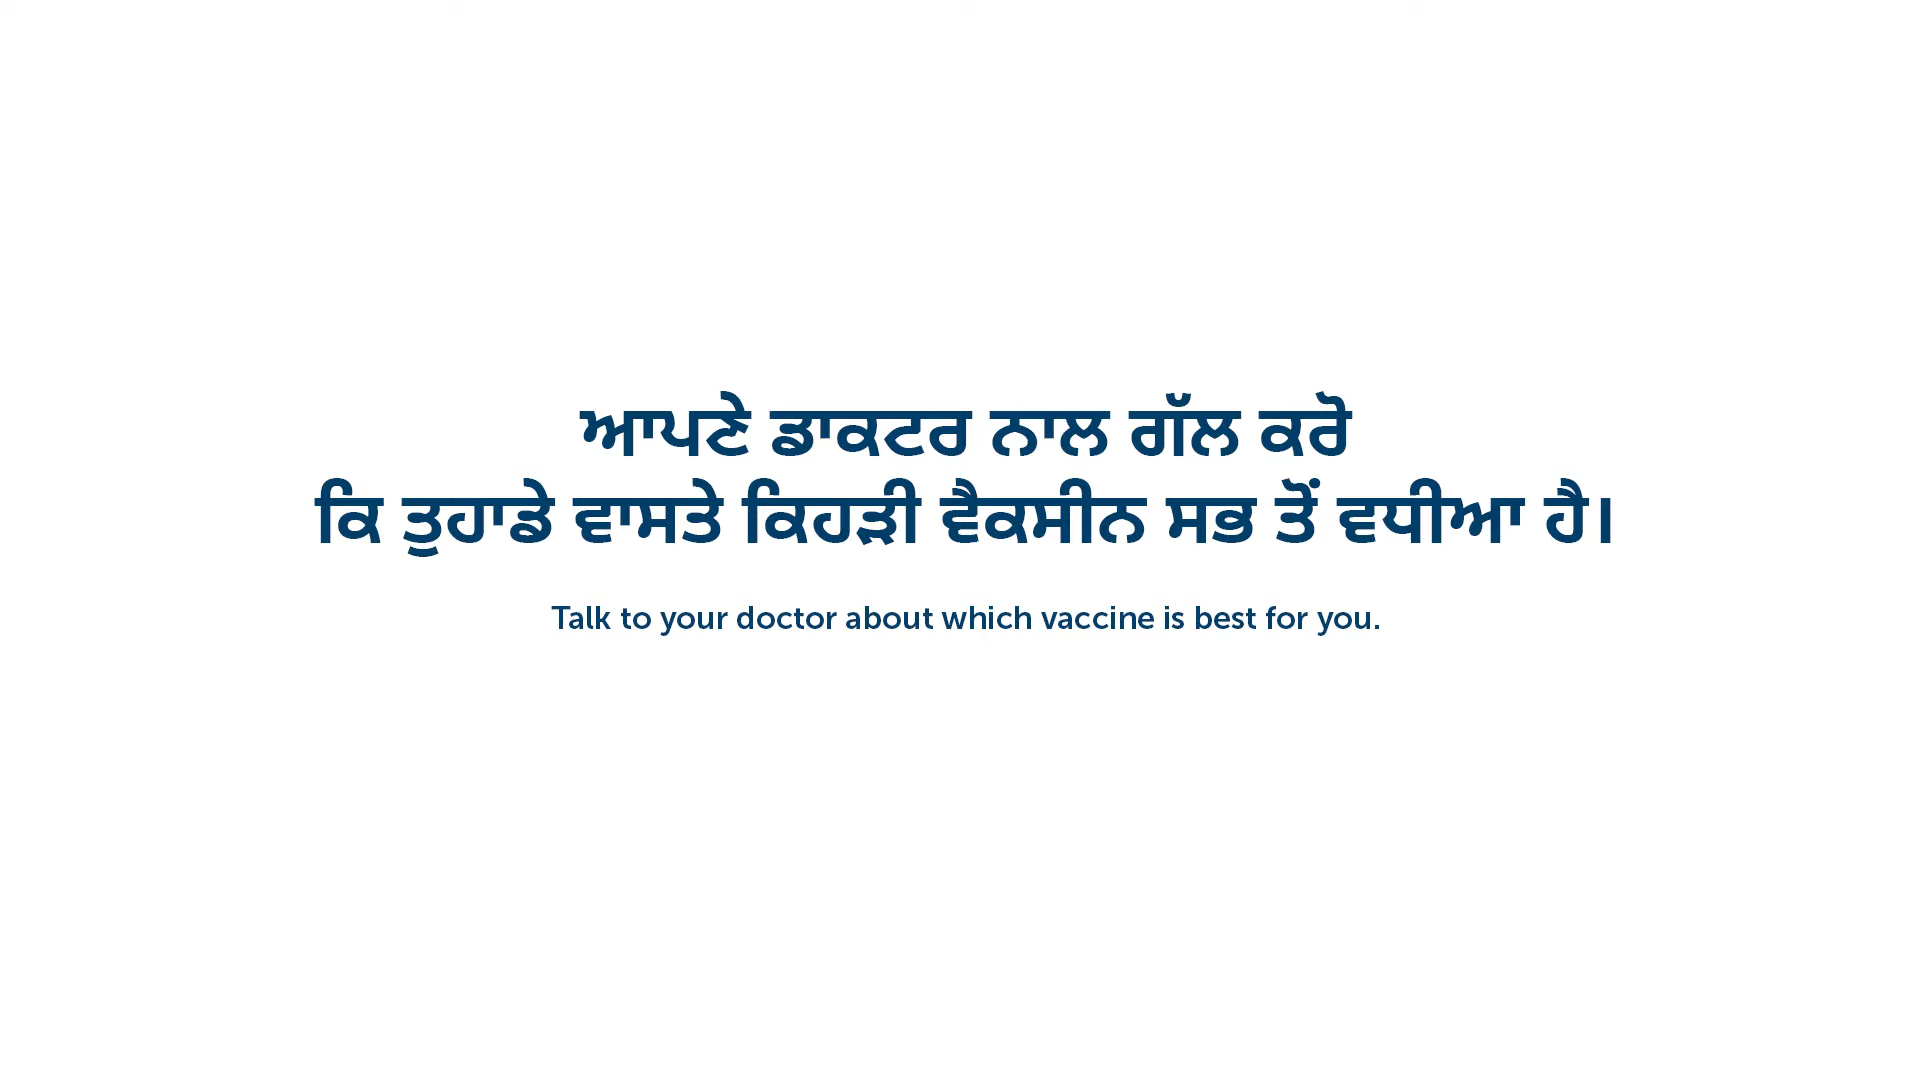 ਆਪਣੇ ਡਾਕਟਰ ਨਾਲ ਗੱਲ ਕਰੋ
ਕਿ ਤੁਹਾਡੇ ਵਾਸਤੇ ਕਿਹੜੀ ਵੈਕਸੀਨ ਸਭ ਤੋਂ ਵਧੀਆ ਹੈ।
Talk to your doctor about which vaccine is best for you.